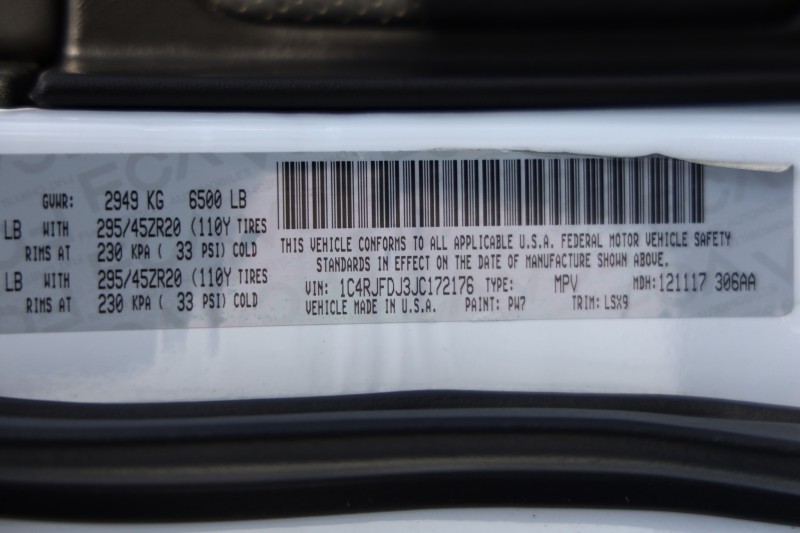 GVWR: 2949 KG 6500 LB
LB WITH 295/45ZR20 (110Y TIRES
RIMS AT 230 KPA ( 33 PSI) COLD
LB WITH 295/45ZR20 (110Y TIRES
RIMS AT 230 KPA ( 33 PSI) COLD
THIS VEHICLE CONFORMS TO ALL APPLICABLE U.S.A. FEDERAL MOTOR VEHICLE SAFETY
STANDARDS IN EFFECT ON THE DATE OF MANUFACTURE SHOWN ABOVE.
VIN: 1C4RJFDJ3JC172176 TYPE: MPV MDH:121117 306AA
VEHICLE MADE IN U.S.A. PAINT: PW7 TRIM: LSX9